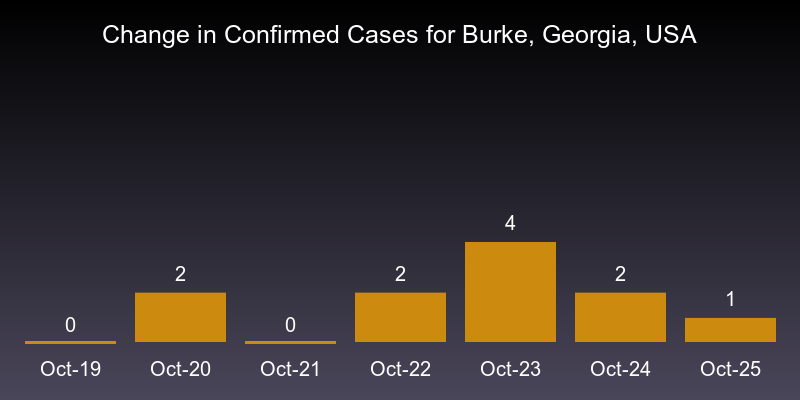 Change in Confirmed Cases for Burke, Georgia, USA
0
2
0
2
4
2
1
Oct-19
Oct-20
Oct-21
Oct-22
Oct-23
Oct-24
Oct-25